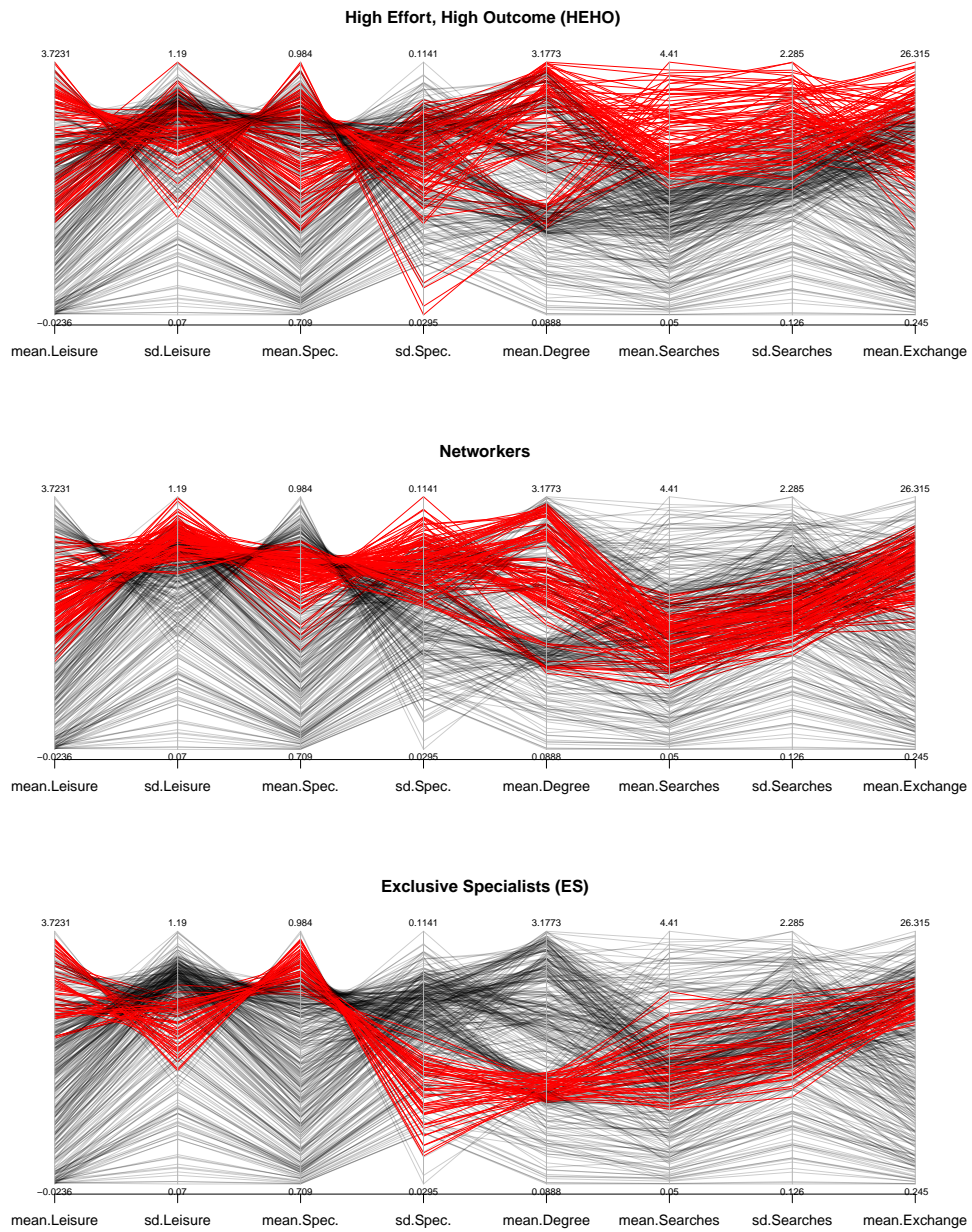 High Effort, High Outcome (HEHO)
3.7231 1.19 0.984 0.1141 3.1773 4.41 2.285 26.315
−0.0236 0.07 0.709 0.0295 0.0888 0.05 0.126 0.245
mean.Leisure sd.Leisure mean.Spec. sd.Spec. mean.Degree mean.Searches sd.Searches mean.Exchange
Networkers
3.7231 1.19 0.984 0.1141 3.1773 4.41 2.285 26.315
−0.0236 0.07 0.709 0.0295 0.0888 0.05 0.126 0.245
mean.Leisure sd.Leisure mean.Spec. sd.Spec. mean.Degree mean.Searches sd.Searches mean.Exchange
Exclusive Specialists (ES)
3.7231 1.19 0.984 0.1141 3.1773 4.41 2.285 26.315
−0.0236 0.07 0.709 0.0295 0.0888 0.05 0.126 0.245
mean.Leisure sd.Leisure mean.Spec. sd.Spec. mean.Degree mean.Searches sd.Searches mean.Exchange